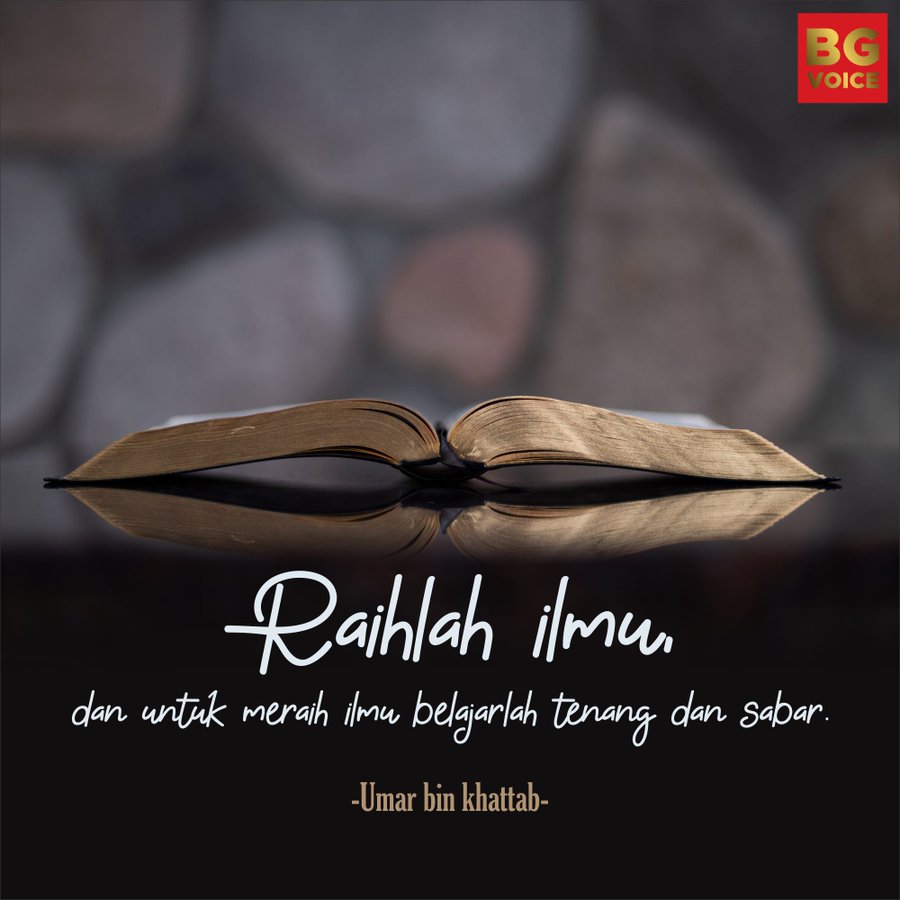 BG
VOICE
Raihlah ilmu,
dan untuk meraih ilmu belajarlah tenang dan sabar.
-Umar bin khattab-